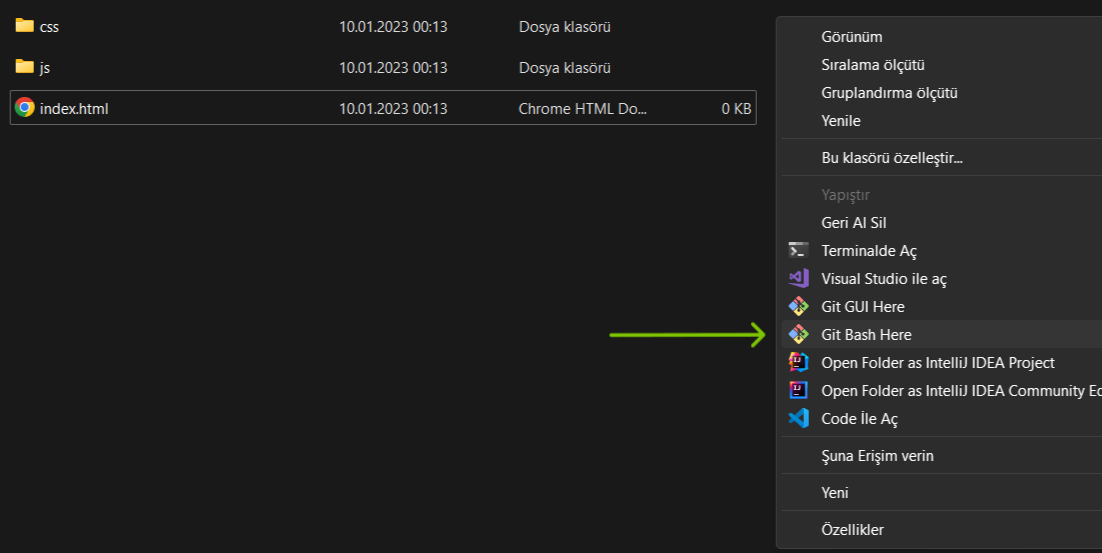 css 10.01.2023 00:13 Dosya klasörü
js 10.01.2023 00:13 Dosya klasörü
index.html 10.01.2023 00:13 Chrome HTML Do... 0 KB
Görünüm
Sıralama ölçütü
Gruplandırma ölçütü
Yenile
Bu klasörü özelleştir...
Yapıştır
Geri Al Sil
Terminalde Aç
Visual Studio ile aç
Git GUI Here
Git Bash Here
Open Folder as IntelliJ IDEA Project
Open Folder as IntelliJ IDEA Community Ed
Code İle Aç
Şuna Erişim verin
Yeni
Özellikler